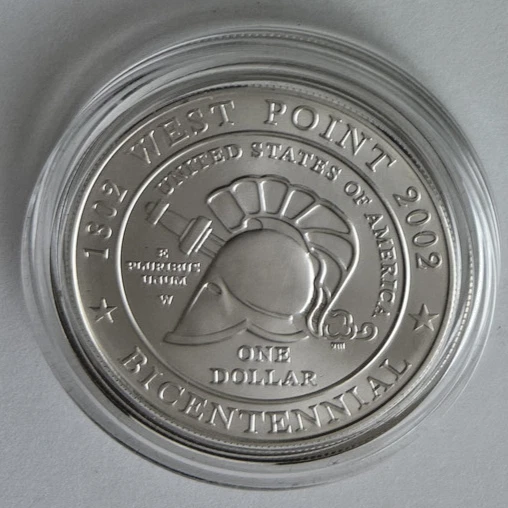 1802 WEST POINT 2002
UNITED STATES OF AMERICA
E
PLURIBUS
UNUM
W
ONE
DOLLAR
BICENTENNIAL